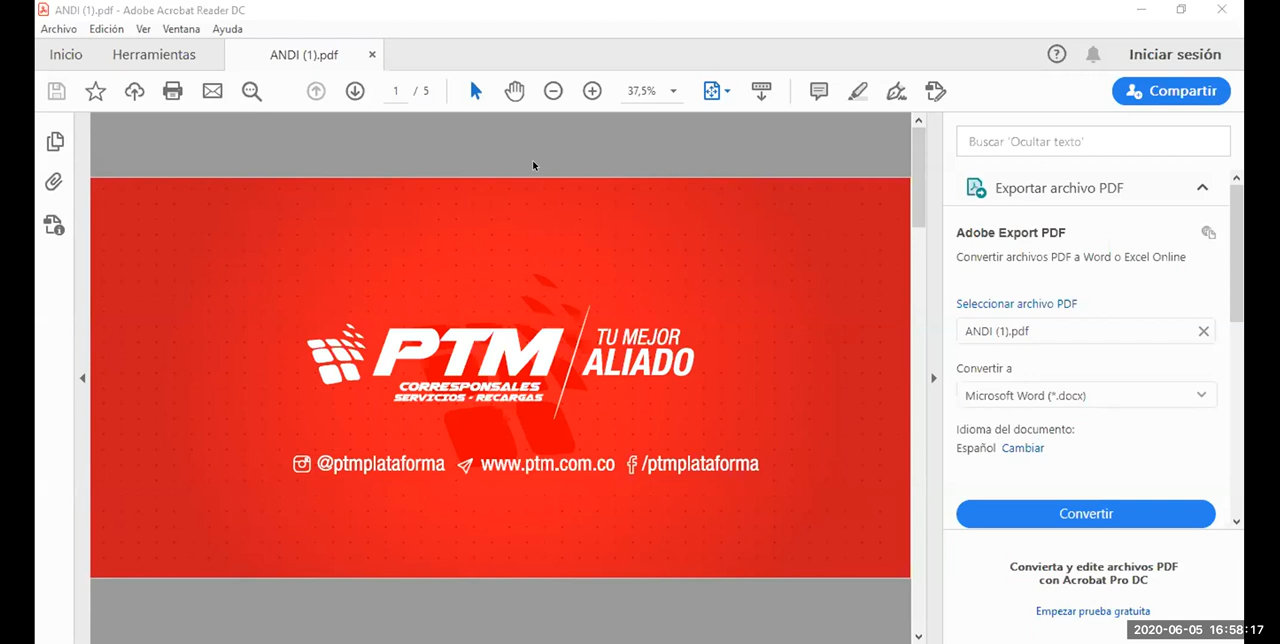 ANDI (1).pdf - Adobe Acrobat Reader DC
Archivo Edición Ver Ventana Ayuda
Inicio Herramientas ANDI (1).pdf × Iniciar sesión
1 / 5 37,5% Compartir
Buscar 'Ocultar texto'
Exportar archivo PDF
Adobe Export PDF
Convertir archivos PDF a Word o Excel Online
Seleccionar archivo PDF
ANDI (1).pdf
Convertir a
Microsoft Word (*.docx)
Idioma del documento:
Español Cambiar
Convertir
Convierta y edite archivos PDF
con Acrobat Pro DC
Empezar prueba gratuita
PTM
CORRESPONSALES
SERVICIOS - RECARGAS
TU MEJOR
ALIADO
@ptmplataforma www.ptm.com.co /ptmplataforma
2020-06-05 16:58:17